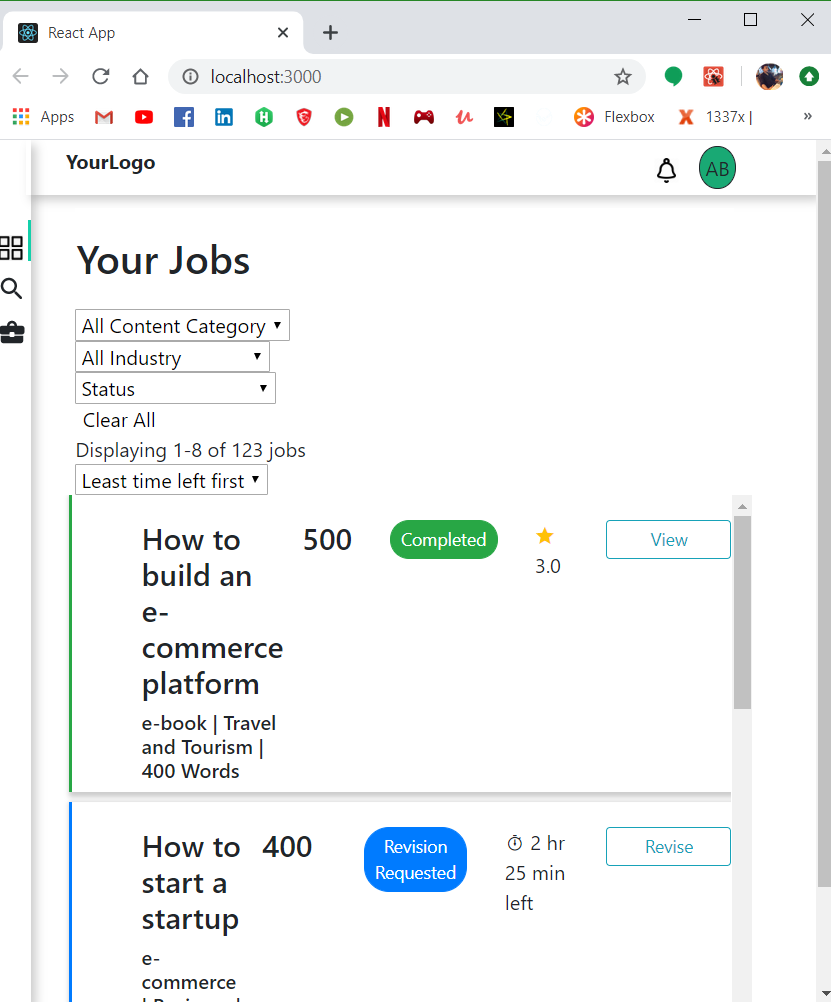 React App
localhost:3000
Apps
Flexbox
1337x |
»
YourLogo
AB
Your Jobs
All Content Category
All Industry
Status
Clear All
Displaying 1-8 of 123 jobs
Least time left first
How to
build an
e-
commerce
platform
500
Completed
3.0
View
e-book | Travel
and Tourism |
400 Words
How to
start a
startup
400
Revision
Requested
2 hr
25 min
left
Revise
e-
commerce